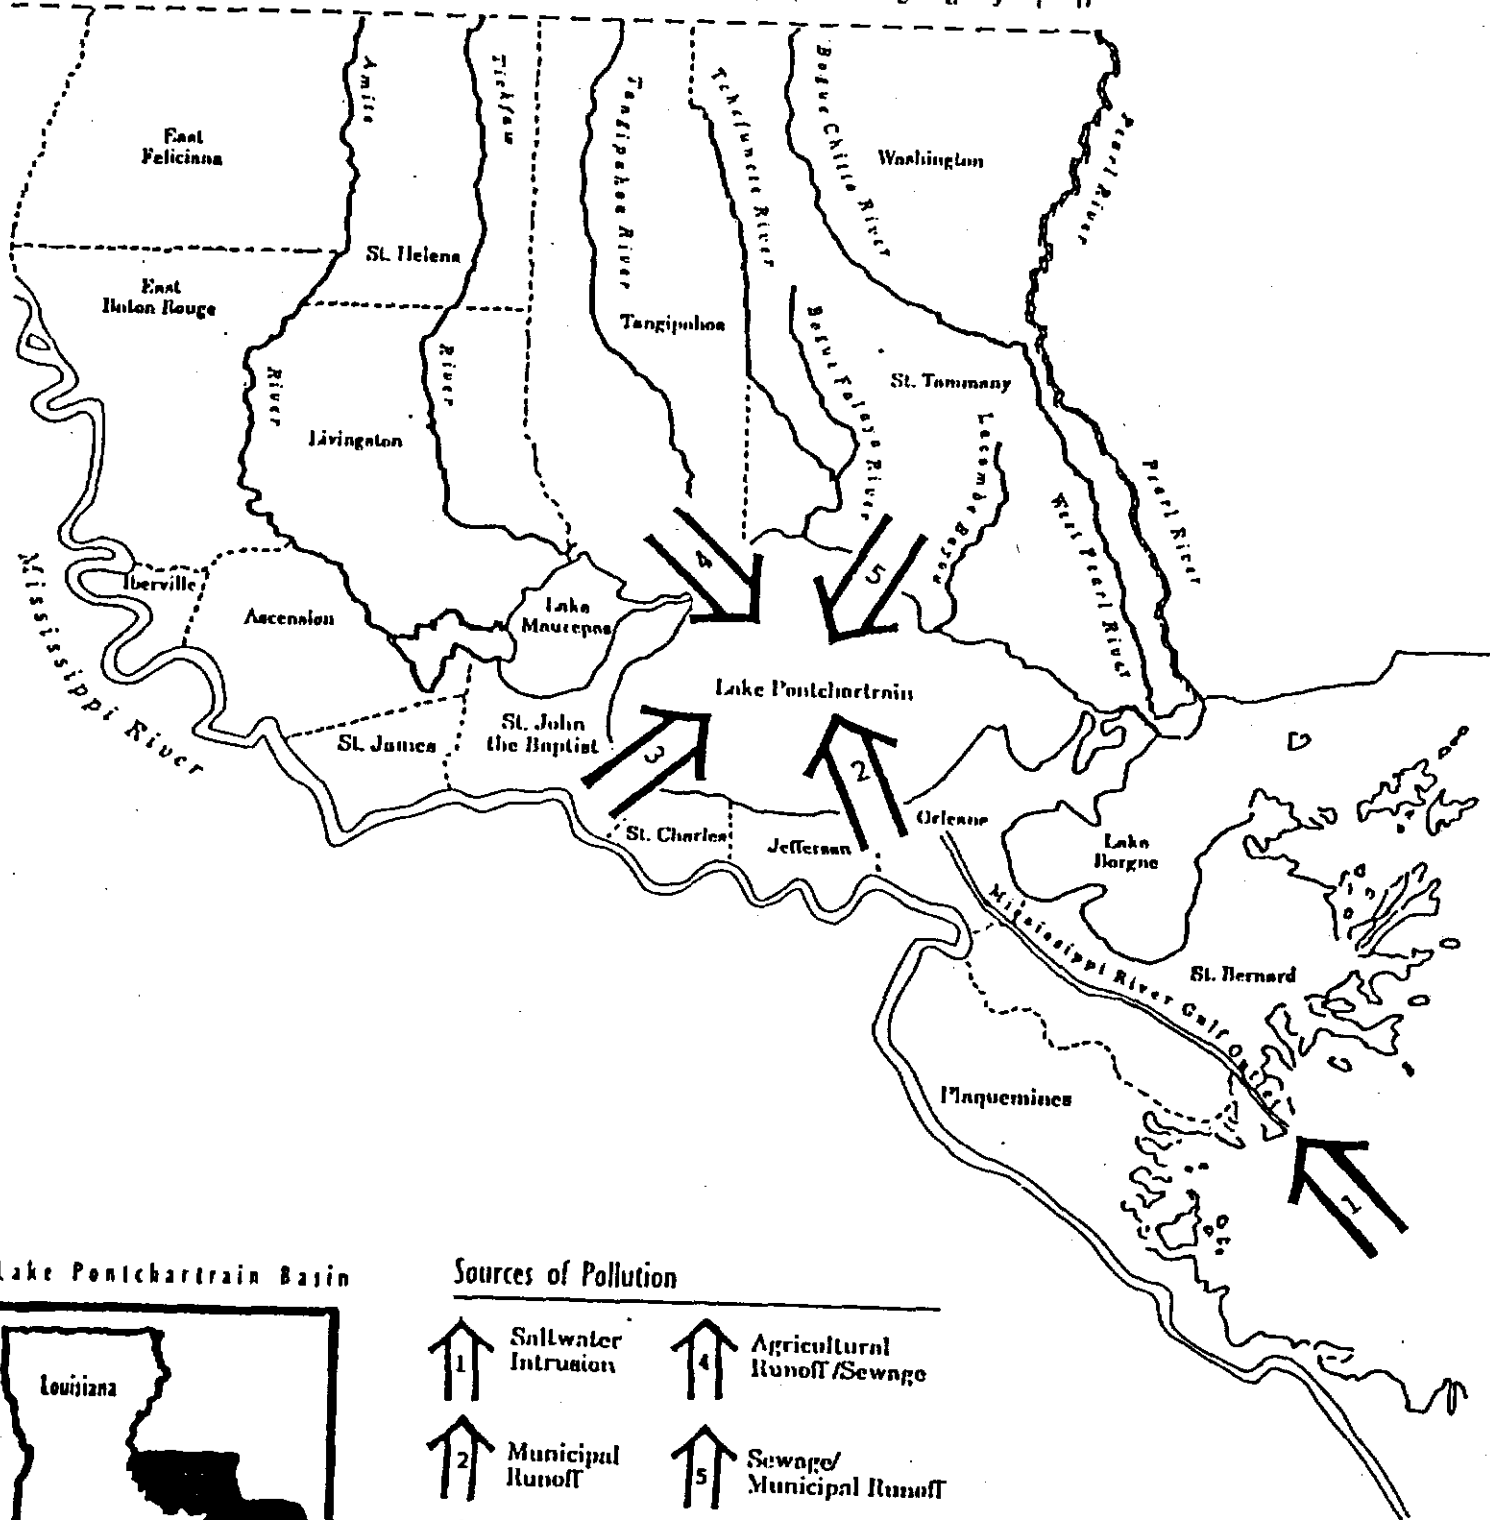 Amite
Tickfaw
Tangipahoa River
Tchefuncte River
Bogue Chitto River
Pearl River
East
Feliciana
Washington
St. Helena
East
Baton Rouge
Tangipahoa
Bogue Falaya River
St. Tammany
River
River
Livingston
Lacombe Bayou
West Pearl River
Pearl River
Mississippi River
Iberville
Ascension
Lake
Maurepas
4
5
Lake Pontchartrain
St. James
St. John
the Baptist
3
2
St. Charles
Jefferson
Orleans
Lake
Borgne
Mississippi River Gulf Outlet
St. Bernard
Plaquemines
1
Lake Pontchartrain Basin
Louisiana
Sources of Pollution
1 Saltwater
Intrusion
2 Municipal
Runoff
4 Agricultural
Runoff/Sewage
5 Sewage/
Municipal Runoff